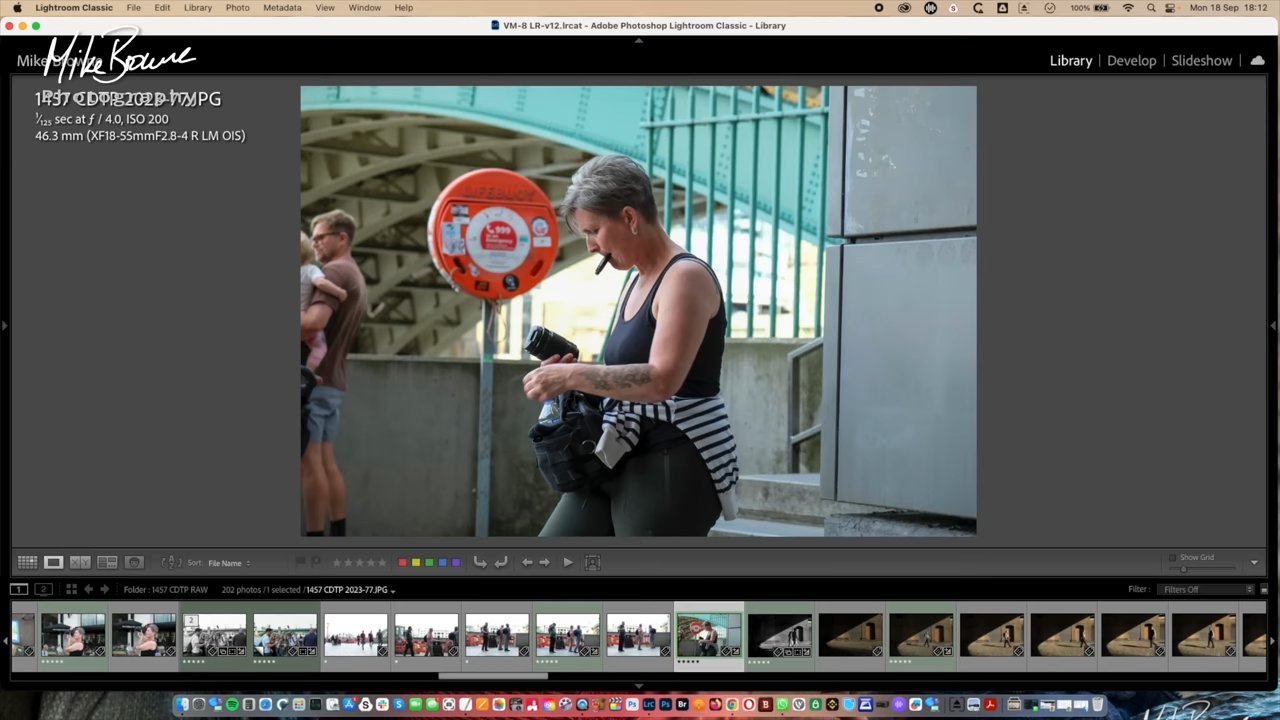 Lightroom Classic File Edit Library Photo Metadata View Window Help 100% Mon 18 Sep 18:12
VM-8 LR-v12.lrcat - Adobe Photoshop Lightroom Classic - Library
Mike Browne
Library | Develop | Slideshow
Photography
1457 CDTP 2023-77.JPG
1/125 sec at f / 4.0, ISO 200
46.3 mm (XF18-55mmF2.8-4 R LM OIS)
LIFEBUOY
999
Sort: File Name
Show Grid
1 2 Folder : 1457 CDTP RAW 202 photos / 1 selected / 1457 CDTP 2023-77.JPG Filter : Filters Off
2